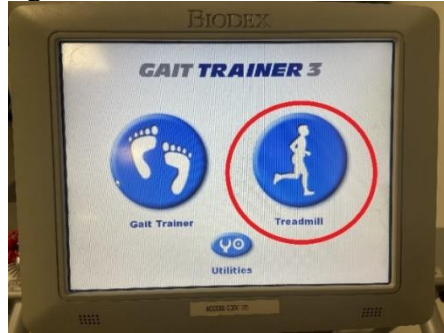 BIODEX
GAIT TRAINER 3
Gait Trainer
Treadmill
Utilities